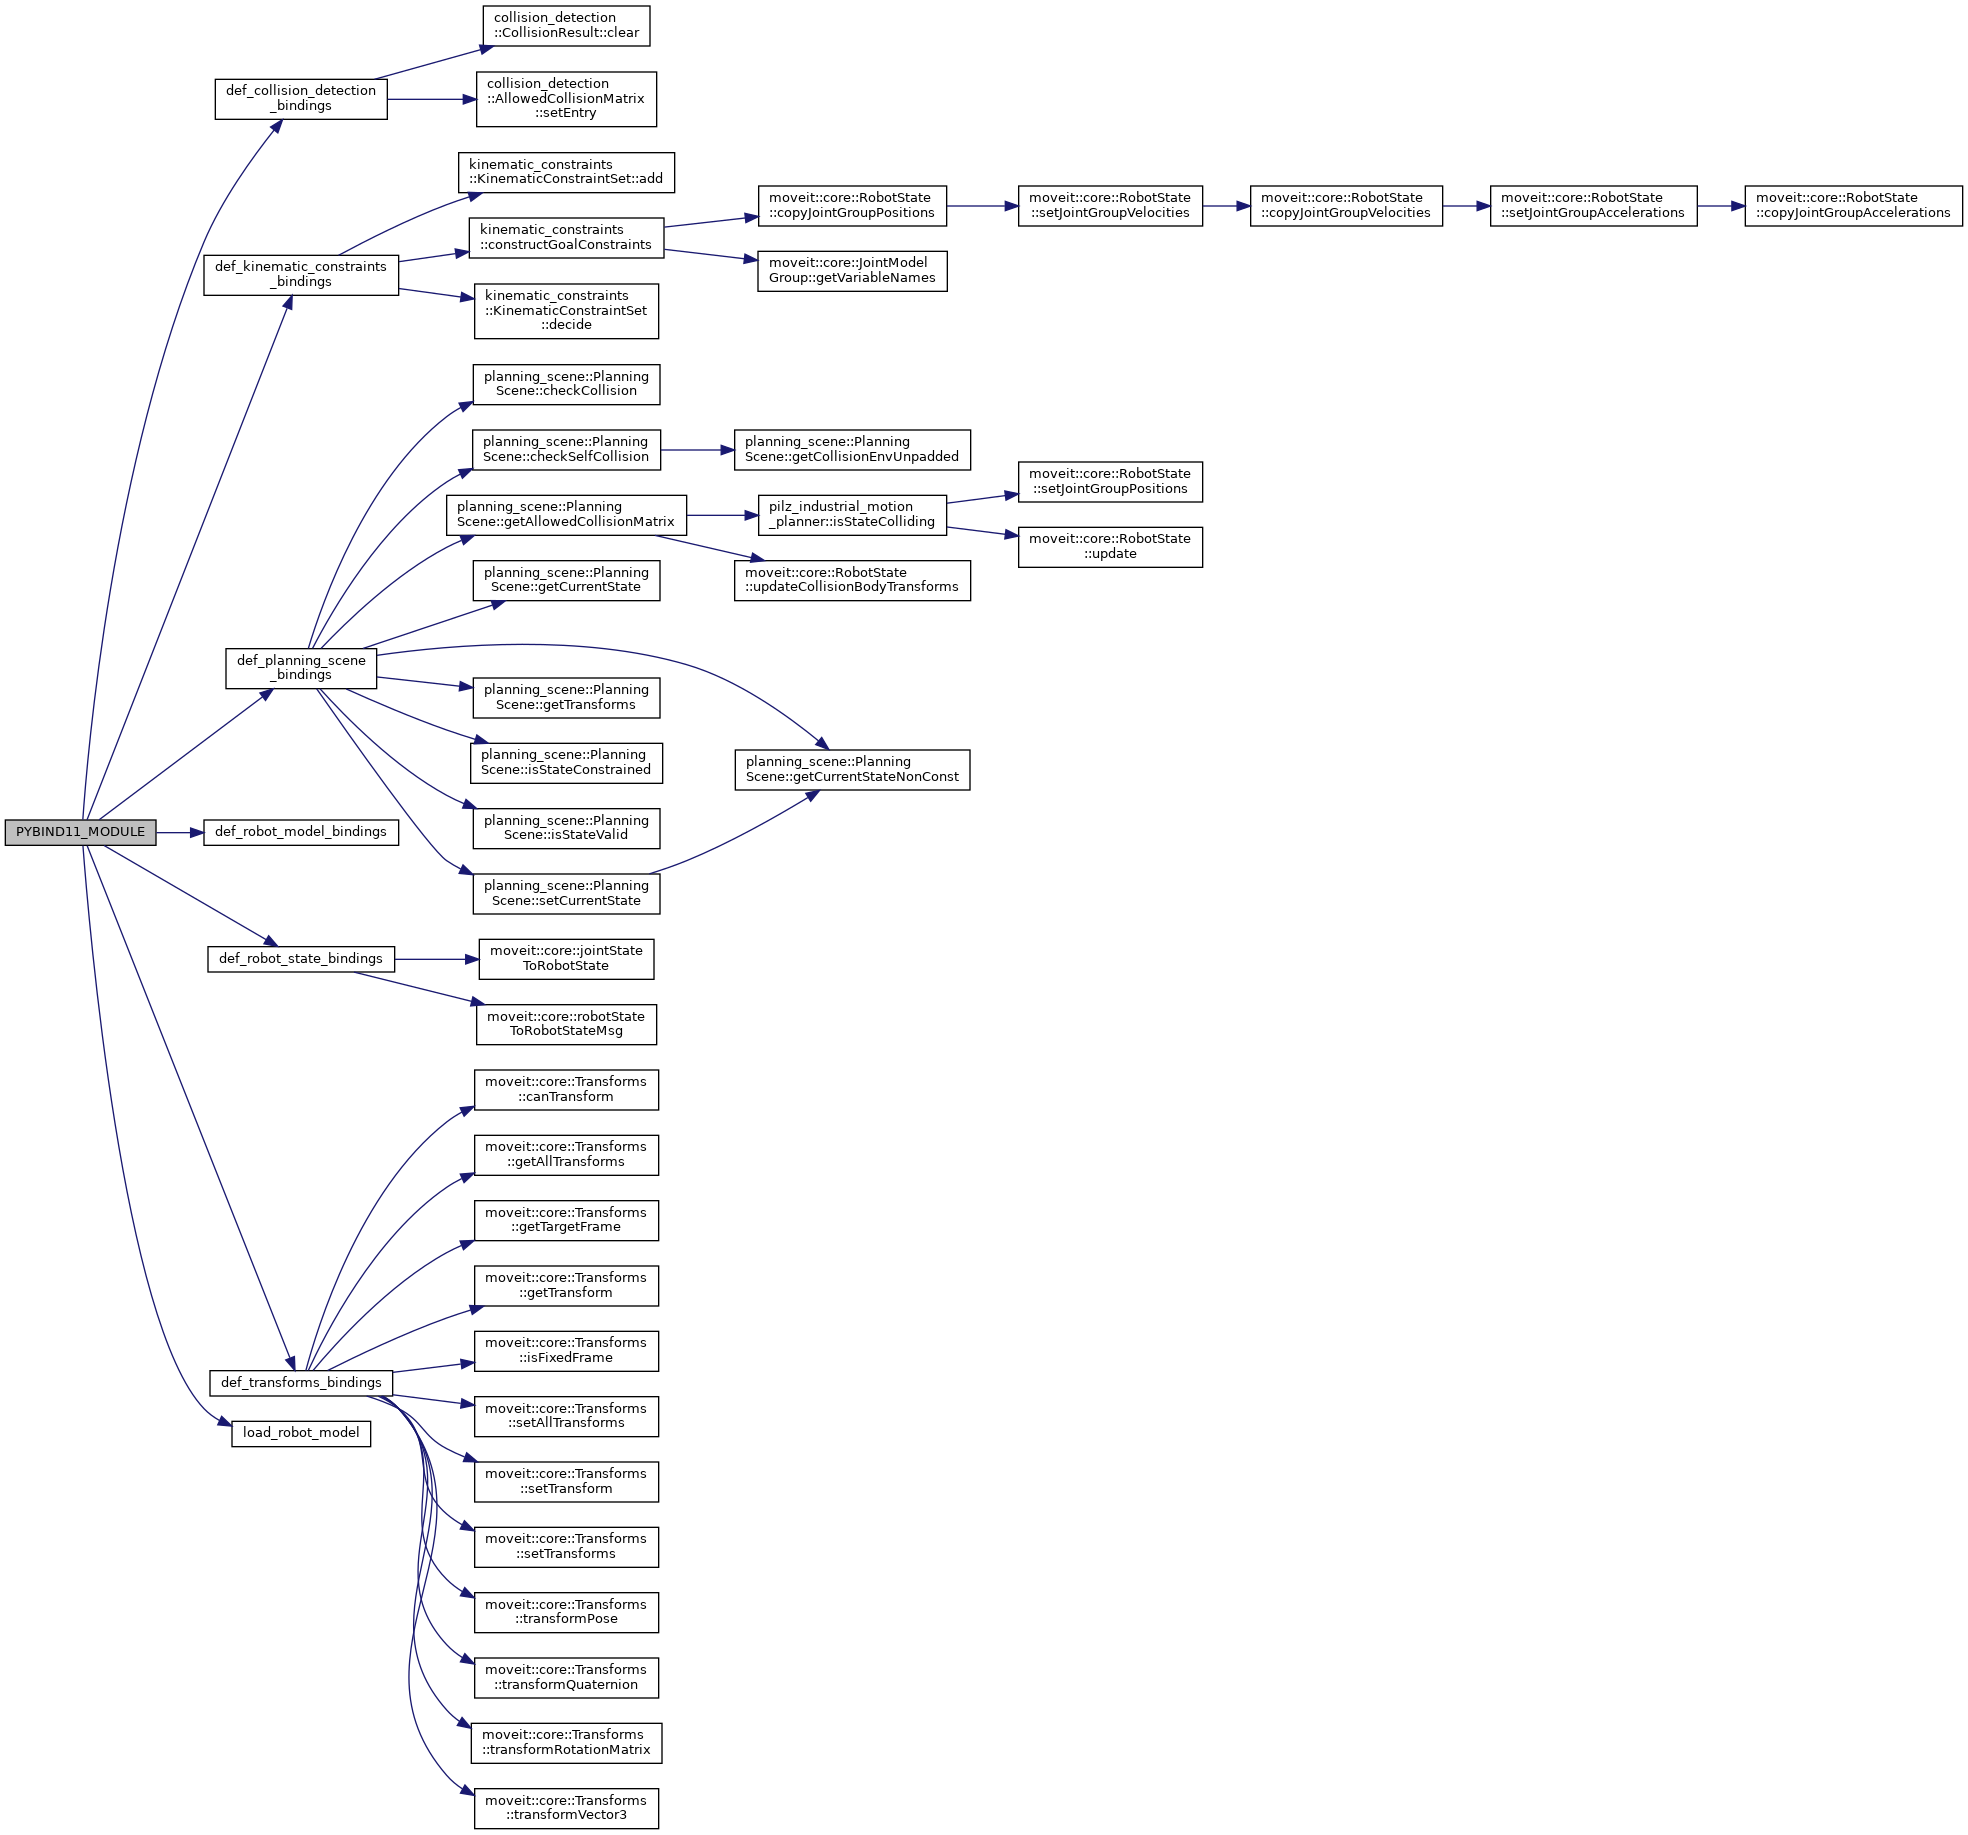 collision_detection
::CollisionResult::clear
def_collision_detection
_bindings
collision_detection
::AllowedCollisionMatrix
::setEntry
kinematic_constraints
::KinematicConstraintSet::add
def_kinematic_constraints
_bindings
kinematic_constraints
::constructGoalConstraints
moveit::core::RobotState
::copyJointGroupPositions
moveit::core::RobotState
::setJointGroupVelocities
moveit::core::RobotState
::copyJointGroupVelocities
moveit::core::RobotState
::setJointGroupAccelerations
moveit::core::RobotState
::copyJointGroupAccelerations
moveit::core::JointModel
Group::getVariableNames
kinematic_constraints
::KinematicConstraintSet
::decide
planning_scene::Planning
Scene::checkCollision
planning_scene::Planning
Scene::checkSelfCollision
planning_scene::Planning
Scene::getCollisionEnvUnpadded
planning_scene::Planning
Scene::getAllowedCollisionMatrix
pilz_industrial_motion
_planner::isStateColliding
moveit::core::RobotState
::setJointGroupPositions
moveit::core::RobotState
::update
moveit::core::RobotState
::updateCollisionBodyTransforms
planning_scene::Planning
Scene::getCurrentState
def_planning_scene
_bindings
planning_scene::Planning
Scene::getTransforms
planning_scene::Planning
Scene::isStateConstrained
planning_scene::Planning
Scene::getCurrentStateNonConst
planning_scene::Planning
Scene::isStateValid
PYBIND11_MODULE
def_robot_model_bindings
planning_scene::Planning
Scene::setCurrentState
def_robot_state_bindings
moveit::core::jointState
ToRobotState
moveit::core::robotState
ToRobotStateMsg
moveit::core::Transforms
::canTransform
moveit::core::Transforms
::getAllTransforms
moveit::core::Transforms
::getTargetFrame
moveit::core::Transforms
::getTransform
moveit::core::Transforms
::isFixedFrame
def_transforms_bindings
moveit::core::Transforms
::setAllTransforms
load_robot_model
moveit::core::Transforms
::setTransform
moveit::core::Transforms
::setTransforms
moveit::core::Transforms
::transformPose
moveit::core::Transforms
::transformQuaternion
moveit::core::Transforms
::transformRotationMatrix
moveit::core::Transforms
::transformVector3